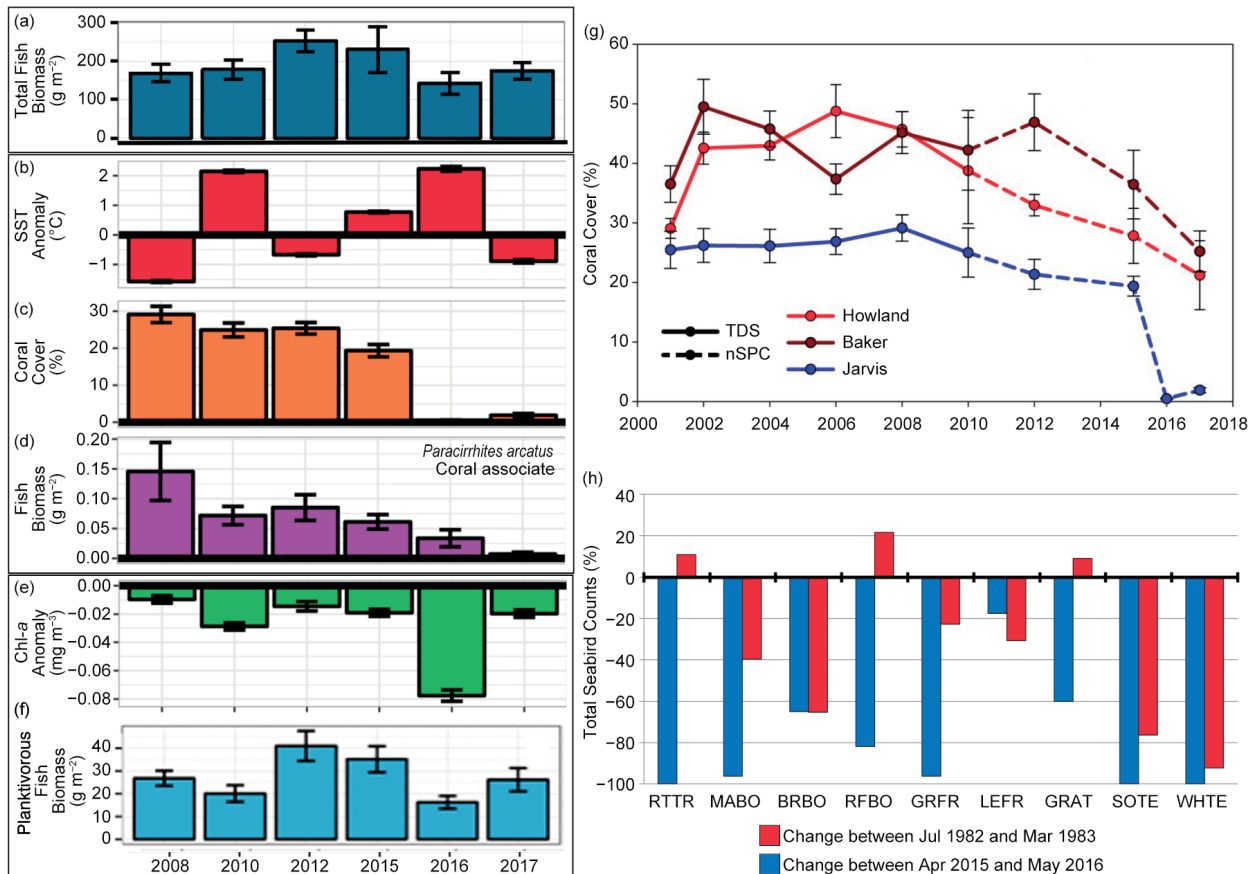 (a)
Total Fish
Biomass
(g m⁻²)
300
200
100
0
(b)
SST
Anomaly
(°C)
2
1
0
−1
(c)
Coral
Cover
(%)
30
20
10
0
(d)
Fish
Biomass
(g m⁻²)
0.20
0.15
0.10
0.05
0.00
Paracirrhites arcatus
Coral associate
(e)
Chl-a
Anomaly
(mg m⁻³)
0.00
−0.02
−0.04
−0.06
−0.08
(f)
Planktivorous
Fish
Biomass
(g m⁻²)
40
30
20
10
0
2008 2010 2012 2015 2016 2017
(g)
Coral Cover (%)
60
50
40
30
20
10
0
TDS
nSPC
Howland
Baker
Jarvis
2000 2002 2004 2006 2008 2010 2012 2014 2016 2018
(h)
Total Seabird Counts (%)
40
20
0
−20
−40
−60
−80
−100
RTTR MABO BRBO RFBO GRFR LEFR GRAT SOTE WHTE
Change between Jul 1982 and Mar 1983
Change between Apr 2015 and May 2016